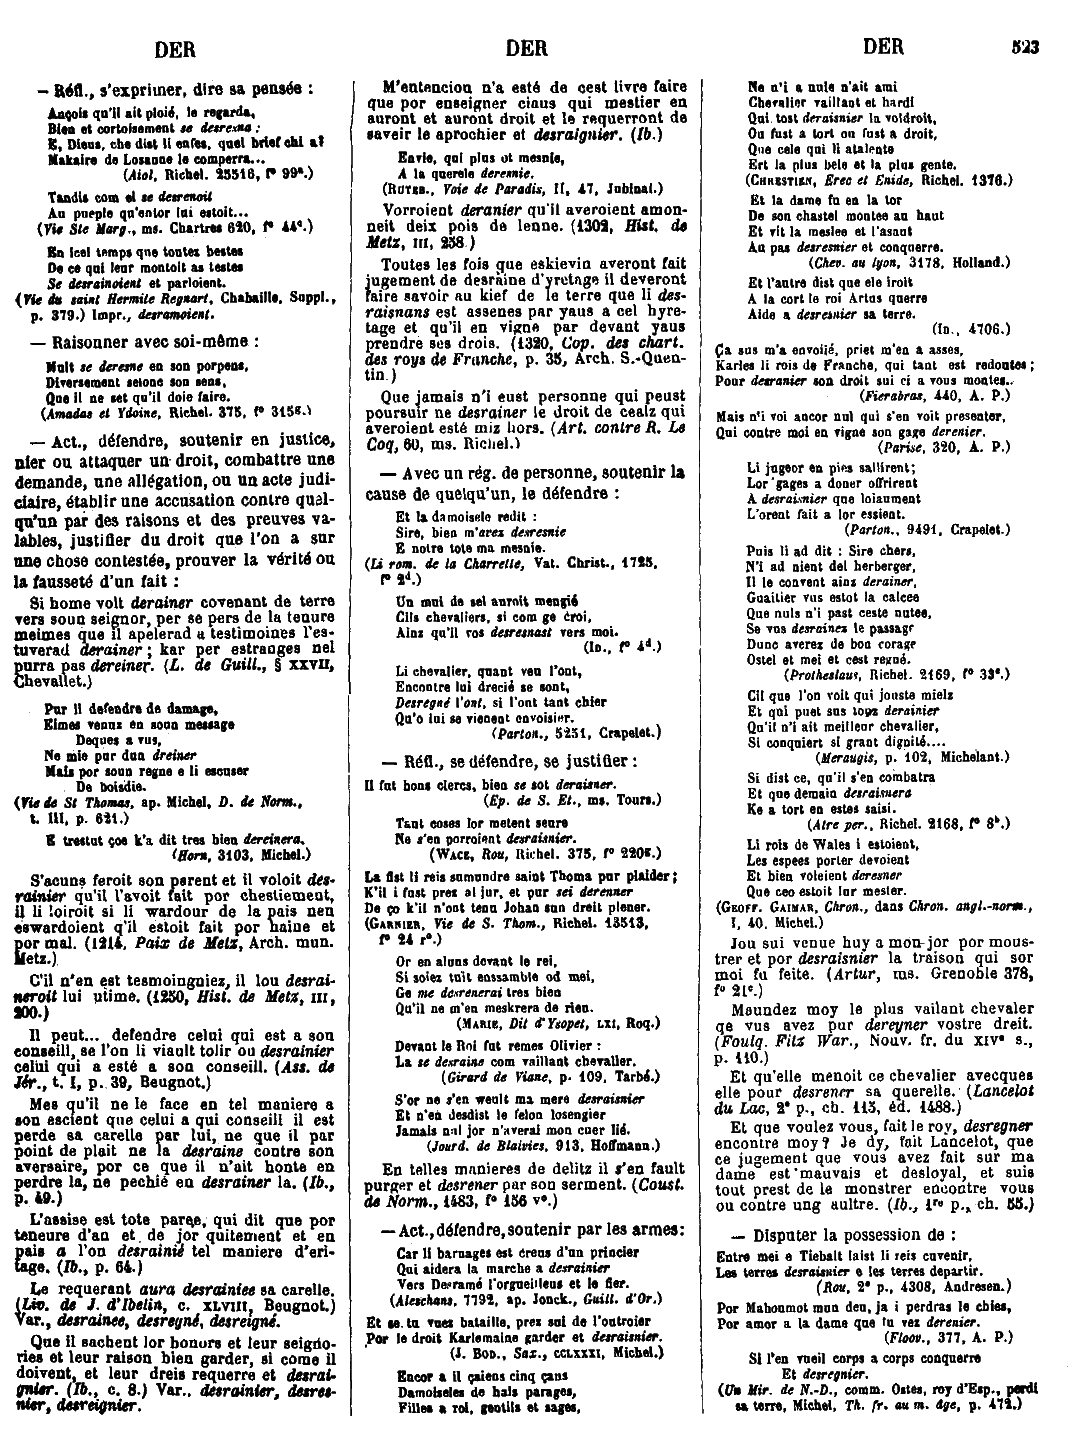 DER
DER
DER
523
— Réfl., s'exprimer, dire sa pensée :
Ançois qu'il ait ploié, le regarda,
Bien et cortoisement se desresna :
E, Dieus, che dist li enfes, quel brief chi a!
Makaire de Losanne le comperra...
(Aiol, Richel. 25516, f° 99ª.)
Tandis com el se desrenoit
Au pueple qu'entor lui estoit...
(Vie Ste Marg., ms. Chartres 620, f° 44ᶜ.)
En icel temps que toutes bestes
De ce qui leur montoit as testes
Se desrainoient et parloient.
(Vie du saint Hermite Regnart, Chabaille, Suppl.,
p. 379.) Impr., desramoient.
— Raisonner avec soi-même :
Mult se deresne en son porpens,
Diversement selonc son sens,
Que il ne set qu'il doie faire.
(Amadas et Ydoine, Richel. 375, f° 315ᵍ.)
— Act., défendre, soutenir en justice,
nier ou attaquer un droit, combattre une
demande, une allégation, ou un acte judi-
ciaire, établir une accusation contre quel-
qu'un par des raisons et des preuves va-
lables, justifier du droit que l'on a sur
une chose contestée, prouver la vérité ou
la fausseté d'un fait :
Si home volt derainer covenant de terre
vers soun seignor, per se pers de la tenure
meimes que il apelerad a testimoines l'es-
tuverad derainer ; kar per estranges nel
purra pas dereiner. (L. de Guill., § XXVII,
Chevallet.)
Pur li defendre de damage,
Eimes venuz en soun message
Deques a vus,
Ne mie par dun dreiner
Mais por soun regne e li escuser
De boisdie.
(Vie de St Thomas, ap. Michel, D. de Norm.,
t. III, p. 621.)
E trestut çoe k'a dit tres bien dereinera.
(Horn, 3103, Michel.)
S'acuns feroit son parent et il voloit des-
rainier qu'il l'avoit fait por chestiement,
il li loiroit si li wardour de la pais nen
eswardoient q'il estoit fait por haine et
por mal. (1214, Paix de Metz, Arch. mun.
Metz.)
C'il n'en est tesmoingniez, il lou desrai-
neroit lui utime. (1250, Hist. de Metz, III,
200.)
Il peut... defendre celui qui est a son
conseill, se l'on li viault tolir ou desrainier
celui qui a esté a son conseill. (Ass. de
Jér., t. I, p. 39, Beugnot.)
Mes qu'il ne le face en tel maniere a
son escient que celui a qui conseill il est
perde sa carelle par lui, ne que il par
point de plait ne la desraine contre son
aversaire, por ce que il n'ait honte en
perdre la, ne pechié en desrainer la. (Ib.,
p. 49.)
L'assise est tote parǫe, qui dit que por
teneure d'an et de jor quitement et en
pais a l'on desrainié tel maniere d'eri-
tage. (Ib., p. 64.)
Le requerant aura desrainiee sa carelle.
(Liv. de J. d'Ibelin, c. XLVIII, Beugnot.)
Var., desrainee, desreyné, desreigné.
Que il sachent lor honors et leur seigno-
ries et leur raison bien garder, si come il
doivent, et leur dreis requerre et desrai-
gnier. (Ib., c. 8.) Var., desrainier, desres-
nier, desreignier.
M'entencion n'a esté de cest livre faire
que por enseigner ciaus qui mestier en
auront et auront droit et le requerront de
saveir le aprochier et desraignier. (Ib.)
Envie, qui plus ot mesnie,
A la querele deresnie.
(RUTEB., Voie de Paradis, II, 47, Jubinal.)
Vorroient deranier qu'il averoient amon-
neit deix pois de lenne. (1302, Hist. de
Metz, III, 258.)
Toutes les fois que eskievin averont fait
jugement de desraine d'yretage il deveront
faire savoir au kief de le terre que li des-
raisnans est assenes par yaus a cel hyre-
tage et qu'il en vigne par devant yaus
prendre ses drois. (1320, Cop. des chart.
des roys de Franche, p. 35, Arch. S.-Quen-
tin.)
Que jamais n'i eust personne qui peust
poursuir ne desrainer le droit de cealz qui
averoient esté miz hors. (Art. contre R. Le
Coq, 60, ms. Richel.)
— Avec un rég. de personne, soutenir la
cause de quelqu'un, le défendre :
Et la damoisele redit :
Sire, bien m'arez desresnie
E notre tote ma mesnie.
(Li rom. de la Charrette, Vat. Christ., 1725,
f° 2ᵈ.)
Un mui de sel auroit mengié
Cils chevaliers, si com ge croi,
Ains qu'il vos desresnast vers moi.
(ID., f° 4ᵈ.)
Li chevalier, quant veu l'ont,
Encontre lui drecié se sont,
Desregné l'ont, si l'ont tant chier
Qu'o lui se vienent envoisier.
(Parton., 5251, Crapelet.)
— Réfl., se défendre, se justifier :
Il fut bons clercs, bien se sot deraisner.
(Ep. de S. Et., ms. Tours.)
Tant coses lor metent seure
Ne s'en porroient desraisnier.
(WACE, Rou, Richel. 375, f° 220ᵍ.)
La fist li reis sumundre saint Thoma par plaider ;
K'il i fust prez al jur, et pur sei derenner
De ço k'il n'ont tenu Johan sun dreit plener.
(GARNIER, Vie de S. Thom., Richel. 13513,
f° 24 r°.)
Or en aluns devant le rei,
Si soiez tuit enssamble od mei,
Ge me desrenerai tres bien
Qu'il ne m'en meskrera de rien.
(MARIE, Dit d'Ysopet, LXI, Roq.)
Devant le Roi fut remes Olivier :
La se desraine com vaillant chevalier.
(Girard de Viane, p. 109, Tarbé.)
S'or ne s'en weult ma mere desraisnier
Et n'en desdist le felon losengier
Jamais nul jor n'averai mon cuer lié.
(Jourd. de Blaivies, 913, Hoffmann.)
En telles manieres de delitz il s'en fault
purger et desrener par son serment. (Coust.
de Norm., 1483, f° 156 v°.)
— Act., défendre, soutenir par les armes :
Car li barnages est creus d'un princier
Qui aidera la marche a desrainier
Vers Desramé l'orgueilleus et le fier.
(Aleschans, 7792, ap. Jonck., Guill. d'Or.)
Et se tu vues bataille, prez sui de l'outroier
Por le droit Karlemaine garder et desraisnier.
(J. BOD., Sax., CCLXXXI, Michel.)
Encor a il çaiens cinq çans
Damoiseles de hals parages,
Filles a roi, gentils et sages,
Ne n'i a nule n'ait ami
Chevalier vaillant et hardi
Qui tost deraisnier la voldroit,
Ou fust a tort ou fust a droit,
Que cele qui li atalente
Ert la plus bele et la plus gente.
(CHRESTIEN, Erec et Enide, Richel. 1376.)
Et la dame fu en la tor
De son chastel montee au haut
Et vit la meslee et l'asaut
Au pas desresnier et conquerre.
(Chev. au lyon, 3178, Holland.)
Et l'autre dist que ele iroit
A la cort le roi Artus querre
Aide a desresnier sa terre.
(ID., 4706.)
Ça sus m'a envoiié, priet m'en a asses,
Karles li rois de Franche, qui tant est redoutes ;
Pour desranier son droit sui ci a vous montes..
(Fierabras, 440, A. P.)
Mais n'i voi ancor nul qui s'en voit presenter,
Qui contre moi en vigne son gage derenier.
(Parise, 320, A. P.)
Li jugeor en pies saillirent;
Lor gages a doner offrirent
A desraisnier que loiaument
L'orent fait a lor essient.
(Parton., 9491, Crapelet.)
Puis li ad dit : Sire chers,
N'i ad nient del herberger,
Il le convent ainz derainer,
Guaitier vus estot la calcee
Que nuls n'i past ceste nutee,
Se vus desrainez le passage
Dunc averez de bon corage
Ostel et mei et cest regné.
(Protheslaus, Richel. 2169, f° 33ᵉ.)
Cil que l'on voit qui jouste mielz
Et qui puet sus touz derainier
Qu'il n'i ait meilleur chevalier,
Si conquiert si grant dignité....
(Meraugis, p. 102, Michelant.)
Si dist ce, qu'il s'en combatra
Et que demain desraisnera
Ke a tort en estes saisi.
(Atre per., Richel. 2168, f° 8ᵇ.)
Li rois de Wales i estoient,
Les espees porter devoient
Et bien voleient deresner
Que ceo estoit lur mester.
(GEOFF. GAIMAR, Chron., dans Chron. angl.-norm.,
I, 40, Michel.)
Jou sui venue huy a mon jor por mous-
trer et por desraisnier la traison qui sor
moi fu feite. (Artur, ms. Grenoble 378,
f° 21ᶜ.)
Maundez moy le plus vailant chevaler
qe vus avez pur dereyner vostre dreit.
(Foulq. Fitz War., Nouv. fr. du XIVᵉ s.,
p. 110.)
Et qu'elle menoit ce chevalier avecques
elle pour desrener sa querelle. (Lancelot
du Lac, 2ᵉ p., ch. 113, éd. 1488.)
Et que voulez vous, fait le roy, desregner
encontre moy ? Je dy, fait Lancelot, que
ce jugement que vous avez fait sur ma
dame est mauvais et desloyal, et suis
tout prest de le monstrer encontre vous
ou contre ung aultre. (Ib., 1ʳᵉ p., ch. 55.)
— Disputer la possession de :
Entre mei e Tiebalt laist li reis cuvenir,
Les terres desraisnier e les terres departir.
(Rou, 2ᵉ p., 4308, Andresen.)
Por Mahoumot mun deu, ja i perdras le chies,
Por amor a la dame que tu vez derenier.
(Floov., 377, A. P.)
Si l'en vueil corps a corps conquerre
Et desregnier.
(Un Mir. de N.-D., comm. Ostes, roy d'Esp., perdi
sa terre, Michel, Th. fr. au m. âge, p. 472.)